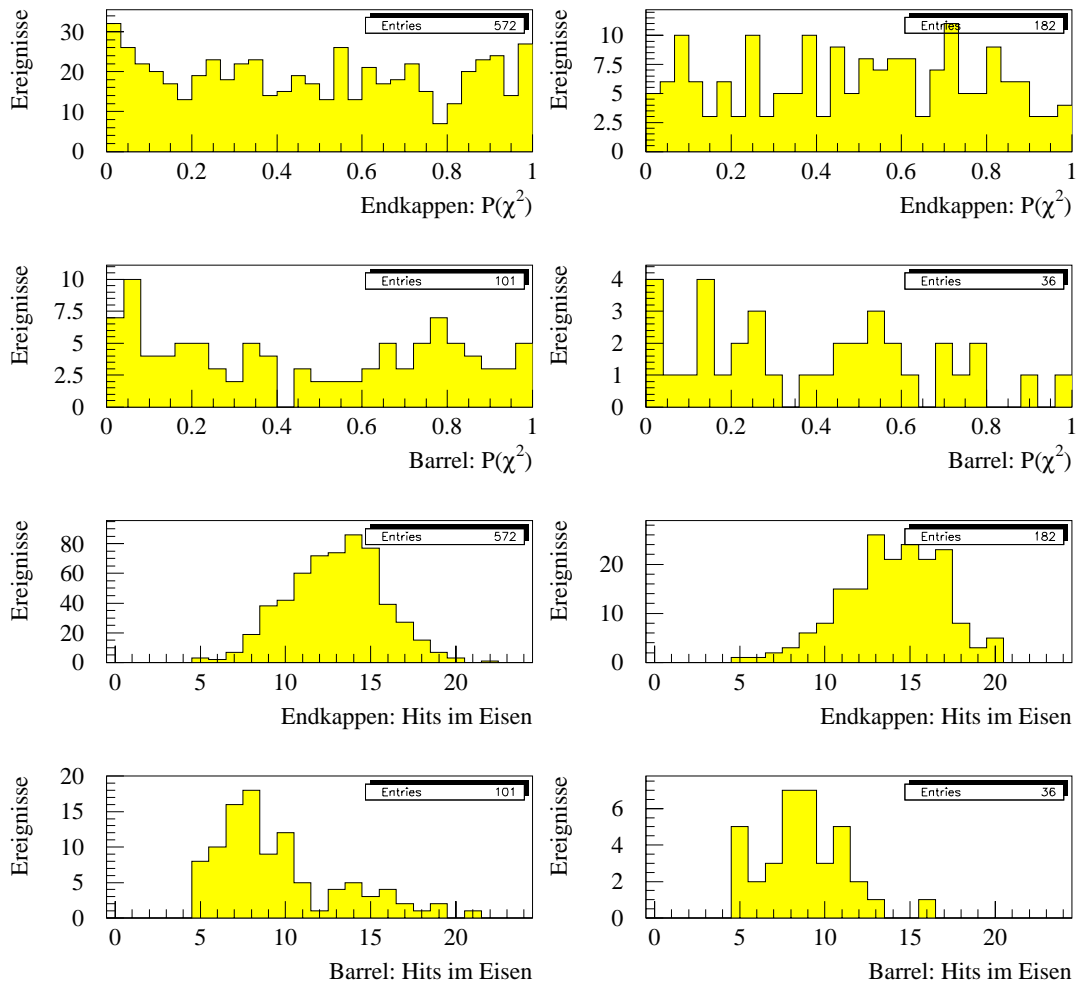 Ereignisse
30
20
10
0
Entries 572
0 0.2 0.4 0.6 0.8 1
Endkappen: P(χ²)
Ereignisse
10
7.5
5
2.5
0
Entries 182
0 0.2 0.4 0.6 0.8 1
Endkappen: P(χ²)
Ereignisse
10
7.5
5
2.5
0
Entries 101
0 0.2 0.4 0.6 0.8 1
Barrel: P(χ²)
Ereignisse
4
3
2
1
0
Entries 36
0 0.2 0.4 0.6 0.8 1
Barrel: P(χ²)
Ereignisse
80
60
40
20
0
Entries 572
0 5 10 15 20
Endkappen: Hits im Eisen
Ereignisse
20
10
0
Entries 182
0 5 10 15 20
Endkappen: Hits im Eisen
Ereignisse
20
15
10
5
0
Entries 101
0 5 10 15 20
Barrel: Hits im Eisen
Ereignisse
6
4
2
0
Entries 36
0 5 10 15 20
Barrel: Hits im Eisen